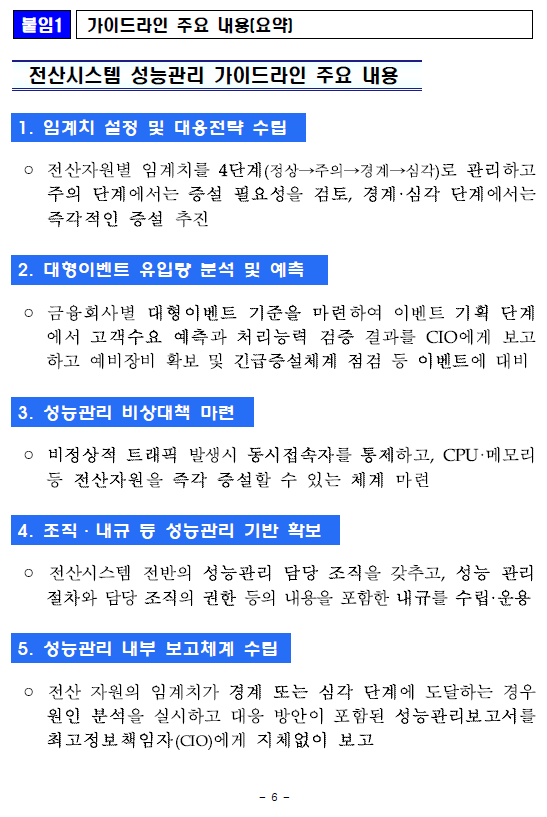 붙임1 가이드라인 주요 내용(요약)
전산시스템 성능관리 가이드라인 주요 내용
1. 임계치 설정 및 대응전략 수립
○ 전산자원별 임계치를 4단계(정상→주의→경계→심각)로 관리하고
주의 단계에서는 증설 필요성을 검토, 경계·심각 단계에서는
즉각적인 증설 추진
2. 대형이벤트 유입량 분석 및 예측
○ 금융회사별 대형이벤트 기준을 마련하여 이벤트 기획 단계
에서 고객수요 예측과 처리능력 검증 결과를 CIO에게 보고
하고 예비장비 확보 및 긴급증설체계 점검 등 이벤트에 대비
3. 성능관리 비상대책 마련
○ 비정상적 트래픽 발생시 동시접속자를 통제하고, CPU·메모리
등 전산자원을 즉각 증설할 수 있는 체계 마련
4. 조직·내규 등 성능관리 기반 확보
○ 전산시스템 전반의 성능관리 담당 조직을 갖추고, 성능 관리
절차와 담당 조직의 권한 등의 내용을 포함한 내규를 수립·운용
5. 성능관리 내부 보고체계 수립
○ 전산 자원의 임계치가 경계 또는 심각 단계에 도달하는 경우
원인 분석을 실시하고 대응 방안이 포함된 성능관리보고서를
최고정보책임자(CIO)에게 지체없이 보고
- 6 -